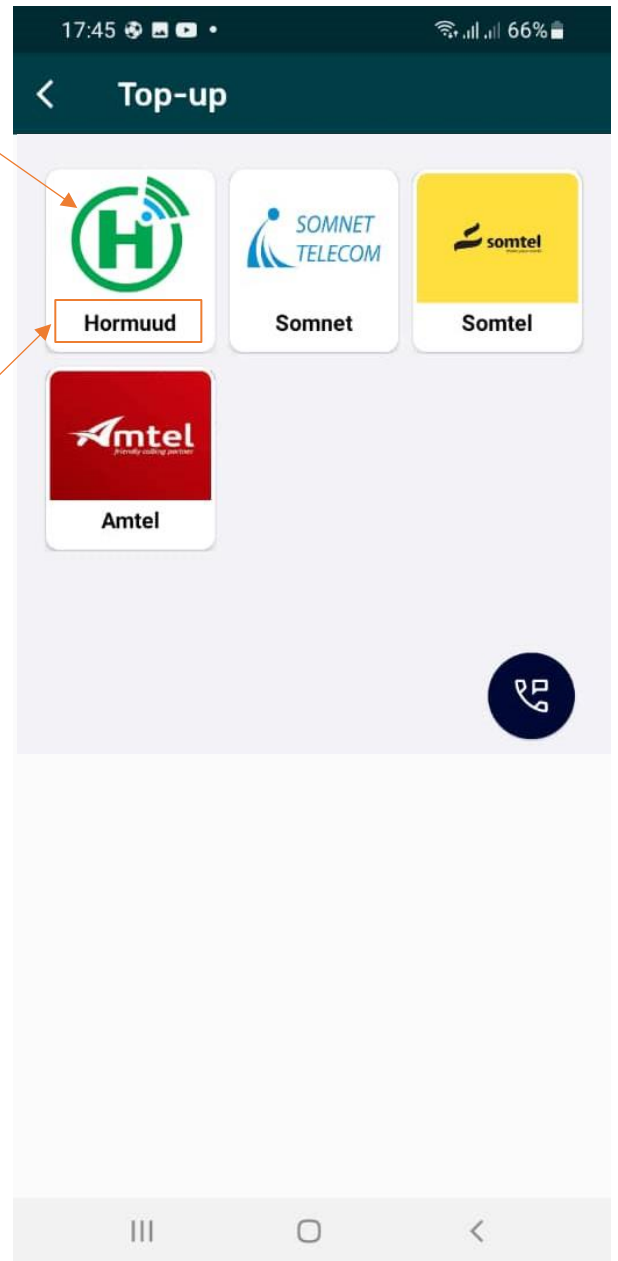 17:45 66%
Top-up
H
SOMNET
TELECOM
somtel
Hormuud Somnet Somtel
Amtel
friendly calling partner
Amtel